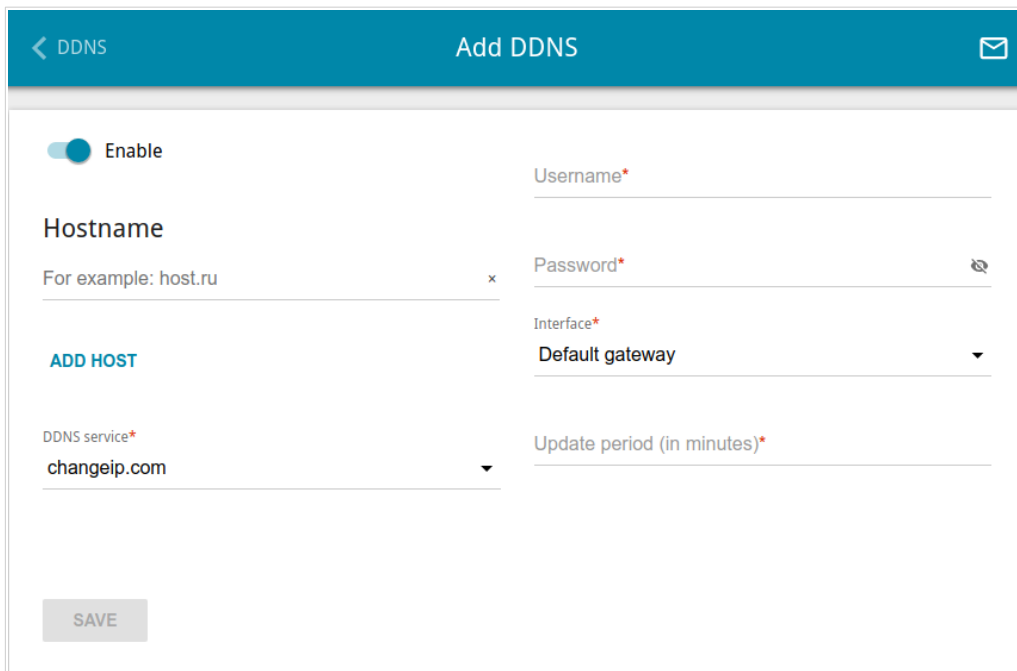 DDNS
Add DDNS
Enable
Hostname
For example: host.ru ×
ADD HOST
DDNS service*
changeip.com
Username*
Password*
Interface*
Default gateway
Update period (in minutes)*
SAVE